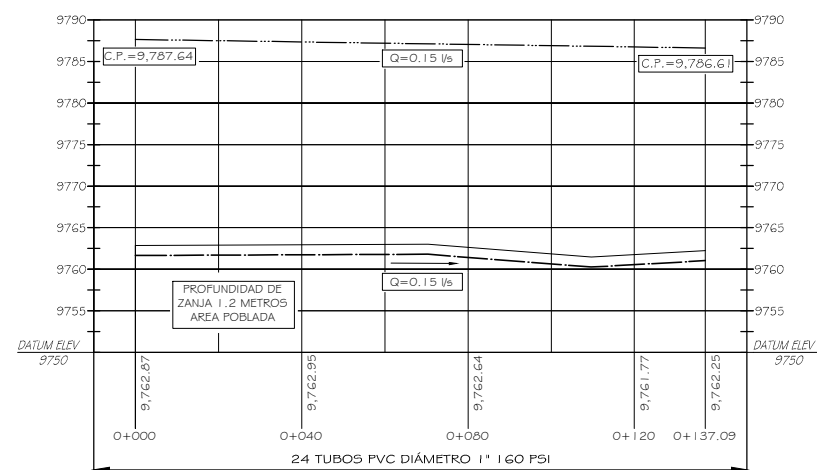 9790 9790
C.P.=9,787.64 Q=0.15 l/s C.P.=9,786.61
9785 9785
9780 9780
9775 9775
9770 9770
9765 9765
9760 9760
Q=0.15 l/s
PROFUNDIDAD DE
ZANJA 1.2 METROS
AREA POBLADA
9755 9755
DATUM ELEV DATUM ELEV
9750 9750
9,762.87 9,762.95 9,762.64 9,761.77 9,762.25
0+000 0+040 0+080 0+120 0+137.09
24 TUBOS PVC DIÁMETRO 1" 160 PSI